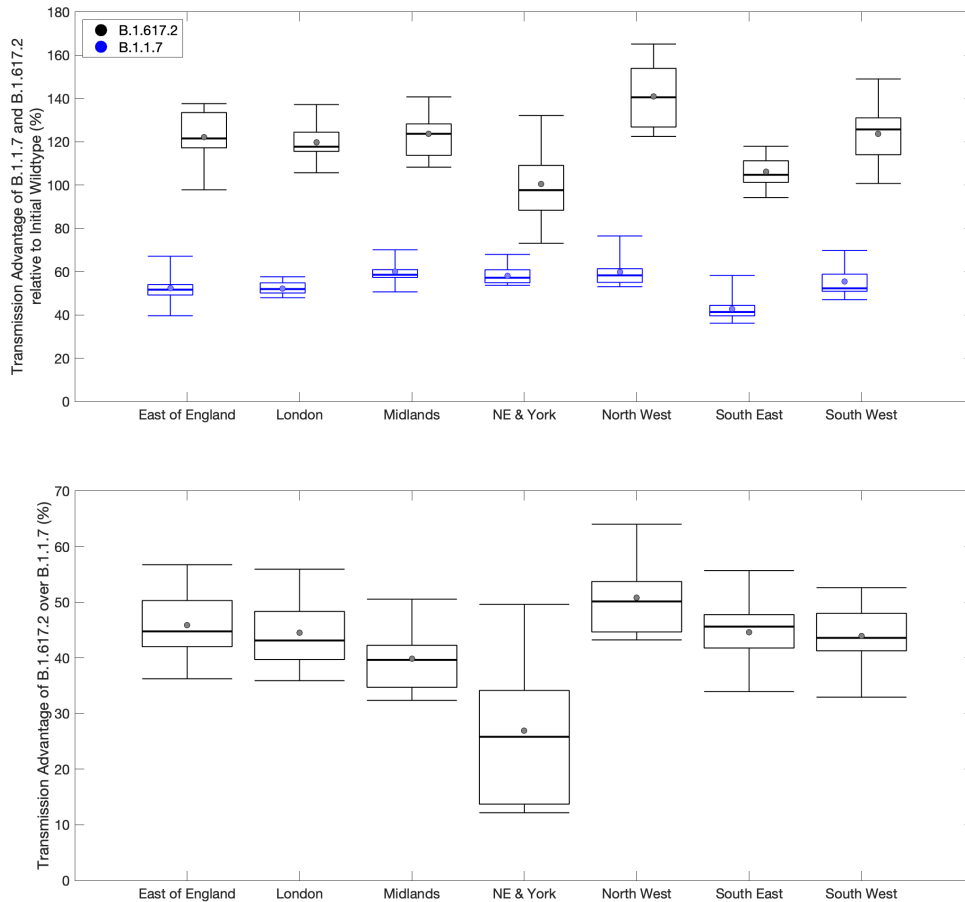 Transmission Advantage of B.1.1.7 and B.1.617.2
relative to Initial Wildtype (%)
180
160
140
120
100
80
60
40
20
0
B.1.617.2
B.1.1.7
East of England London Midlands NE & York North West South East South West
Transmission Advantage of B.1.617.2 over B.1.1.7 (%)
70
60
50
40
30
20
10
0
East of England London Midlands NE & York North West South East South West